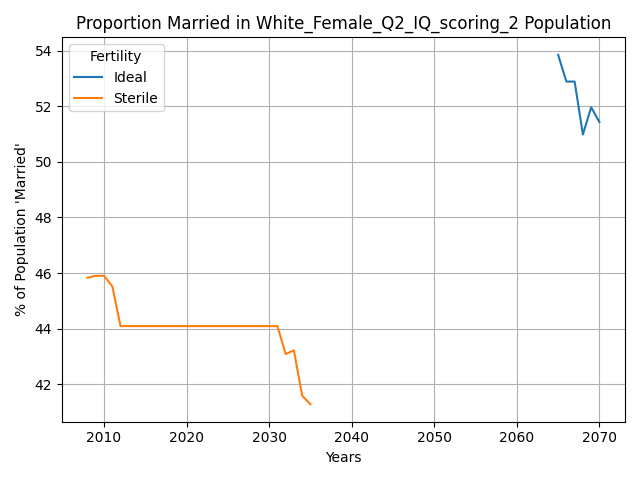 Proportion Married in White_Female_Q2_IQ_scoring_2 Population
% of Population 'Married'
54
52
50
48
46
44
42
Fertility
Ideal
Sterile
2010 2020 2030 2040 2050 2060 2070
Years